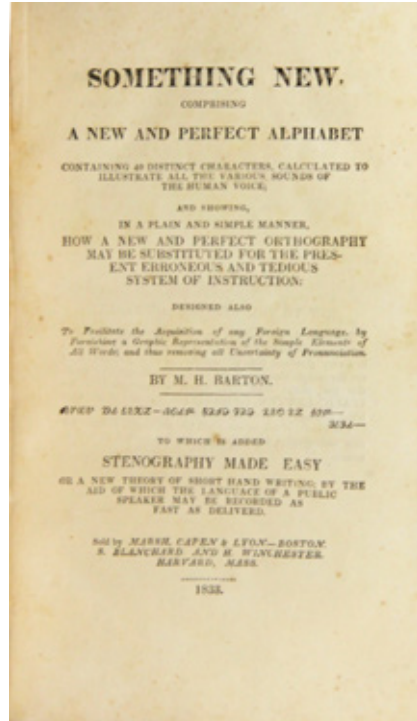 SOMETHING NEW,
COMPRISING
A NEW AND PERFECT ALPHABET
CONTAINING 40 DISTINCT CHARACTERS, CALCULATED TO
ILLUSTRATE ALL THE VARIOUS SOUNDS OF
THE HUMAN VOICE;
AND SHOWING,
IN A PLAIN AND SIMPLE MANNER,
HOW A NEW AND PERFECT ORTHOGRAPHY
MAY BE SUBSTITUTED FOR THE PRES-
ENT ERRONEOUS AND TEDIOUS
SYSTEM OF INSTRUCTION:
DESIGNED ALSO
To Facilitate the Acquisition of any Foreign Language, by
Furnishing a Graphic Representation of the Simple Elements of
All Words; and thus removing all Uncertainty of Pronunciation.
BY M. H. BARTON.
TO WHICH IS ADDED
STENOGRAPHY MADE EASY
OR A NEW THEORY OF SHORT HAND WRITING; BY THE
AID OF WHICH THE LANGUAGE OF A PUBLIC
SPEAKER MAY BE RECORDED AS
FAST AS DELIVERD.
Sold by MARSH, CAPEN & LYON—BOSTON.
S. BLANCHARD AND H. WINCHESTER.
HARVARD, MASS.
1833.